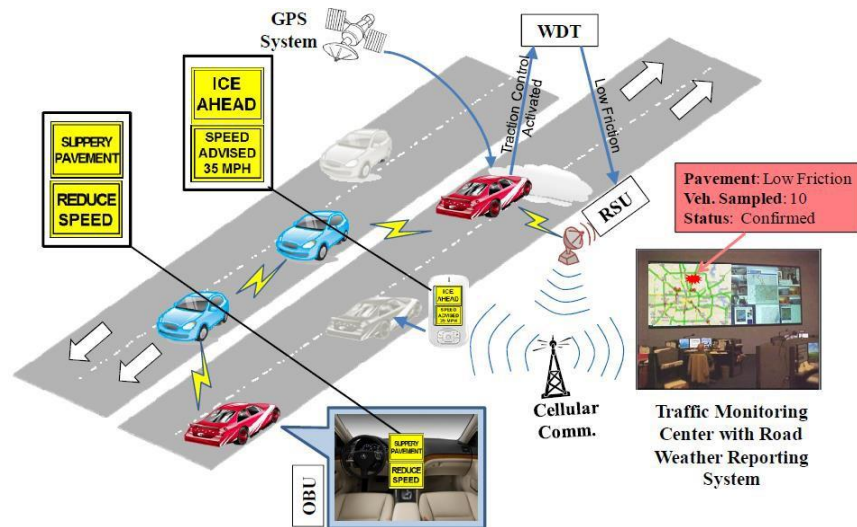 GPS
System
WDT
Traction Control
Activated
Low Friction
RSU
ICE
AHEAD
SPEED
ADVISED
35 MPH
SLIPPERY
PAVEMENT
REDUCE
SPEED
Pavement: Low Friction
Veh. Sampled: 10
Status: Confirmed
ICE
AHEAD
SPEED
ADVISED
35 MPH
Cellular
Comm.
Traffic Monitoring
Center with Road
Weather Reporting
System
OBU
SLIPPERY
PAVEMENT
REDUCE
SPEED